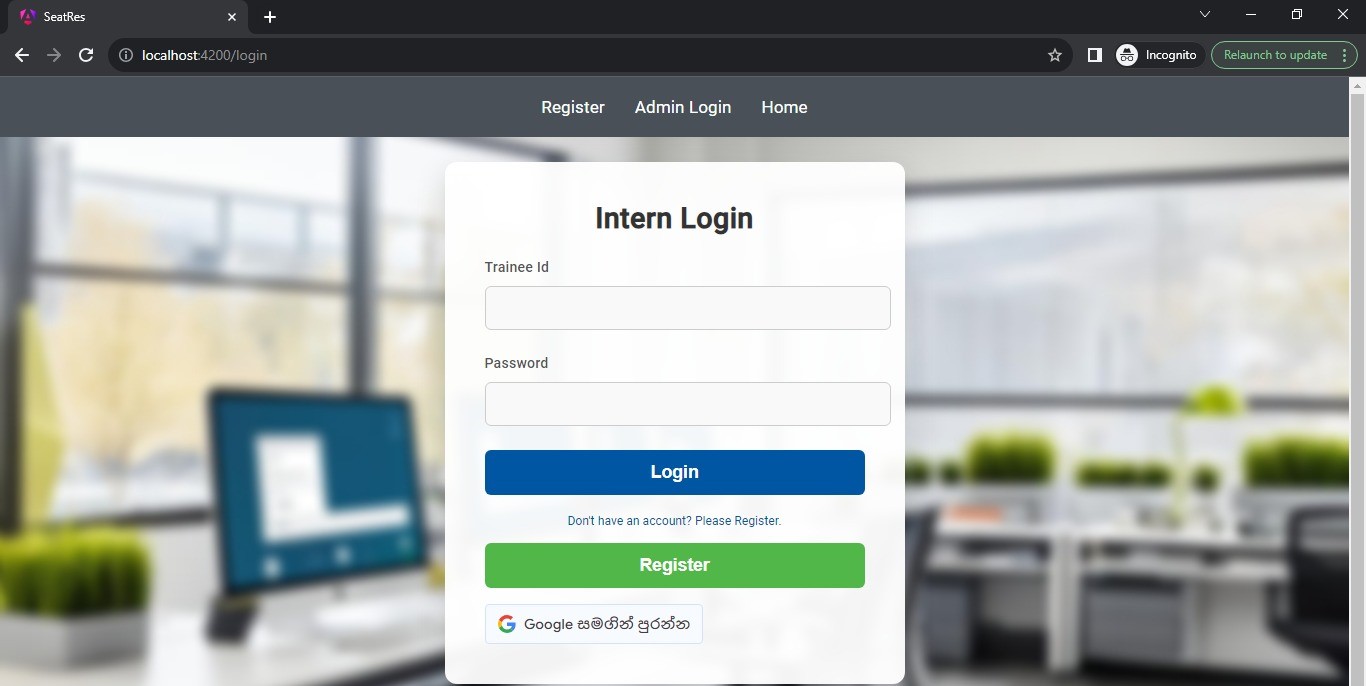 SeatRes
localhost:4200/login
Incognito
Relaunch to update
Register
Admin Login
Home
Intern Login
Trainee Id
Password
Login
Don't have an account? Please Register.
Register
Google සමගින් පුරන්න